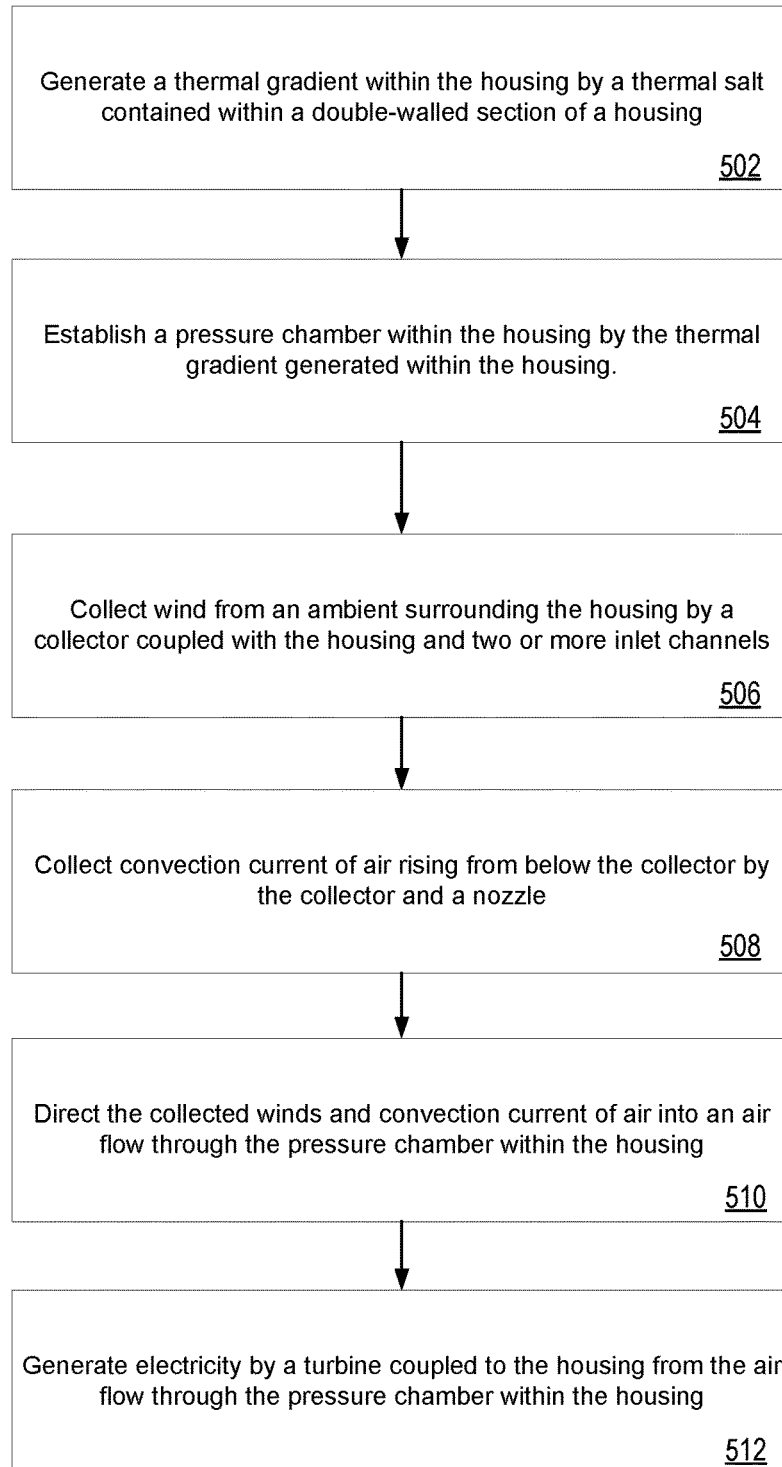 Generate a thermal gradient within the housing by a thermal salt
contained within a double-walled section of a housing
502
Establish a pressure chamber within the housing by the thermal
gradient generated within the housing.
504
Collect wind from an ambient surrounding the housing by a
collector coupled with the housing and two or more inlet channels
506
Collect convection current of air rising from below the collector by
the collector and a nozzle
508
Direct the collected winds and convection current of air into an air
flow through the pressure chamber within the housing
510
Generate electricity by a turbine coupled to the housing from the air
flow through the pressure chamber within the housing
512